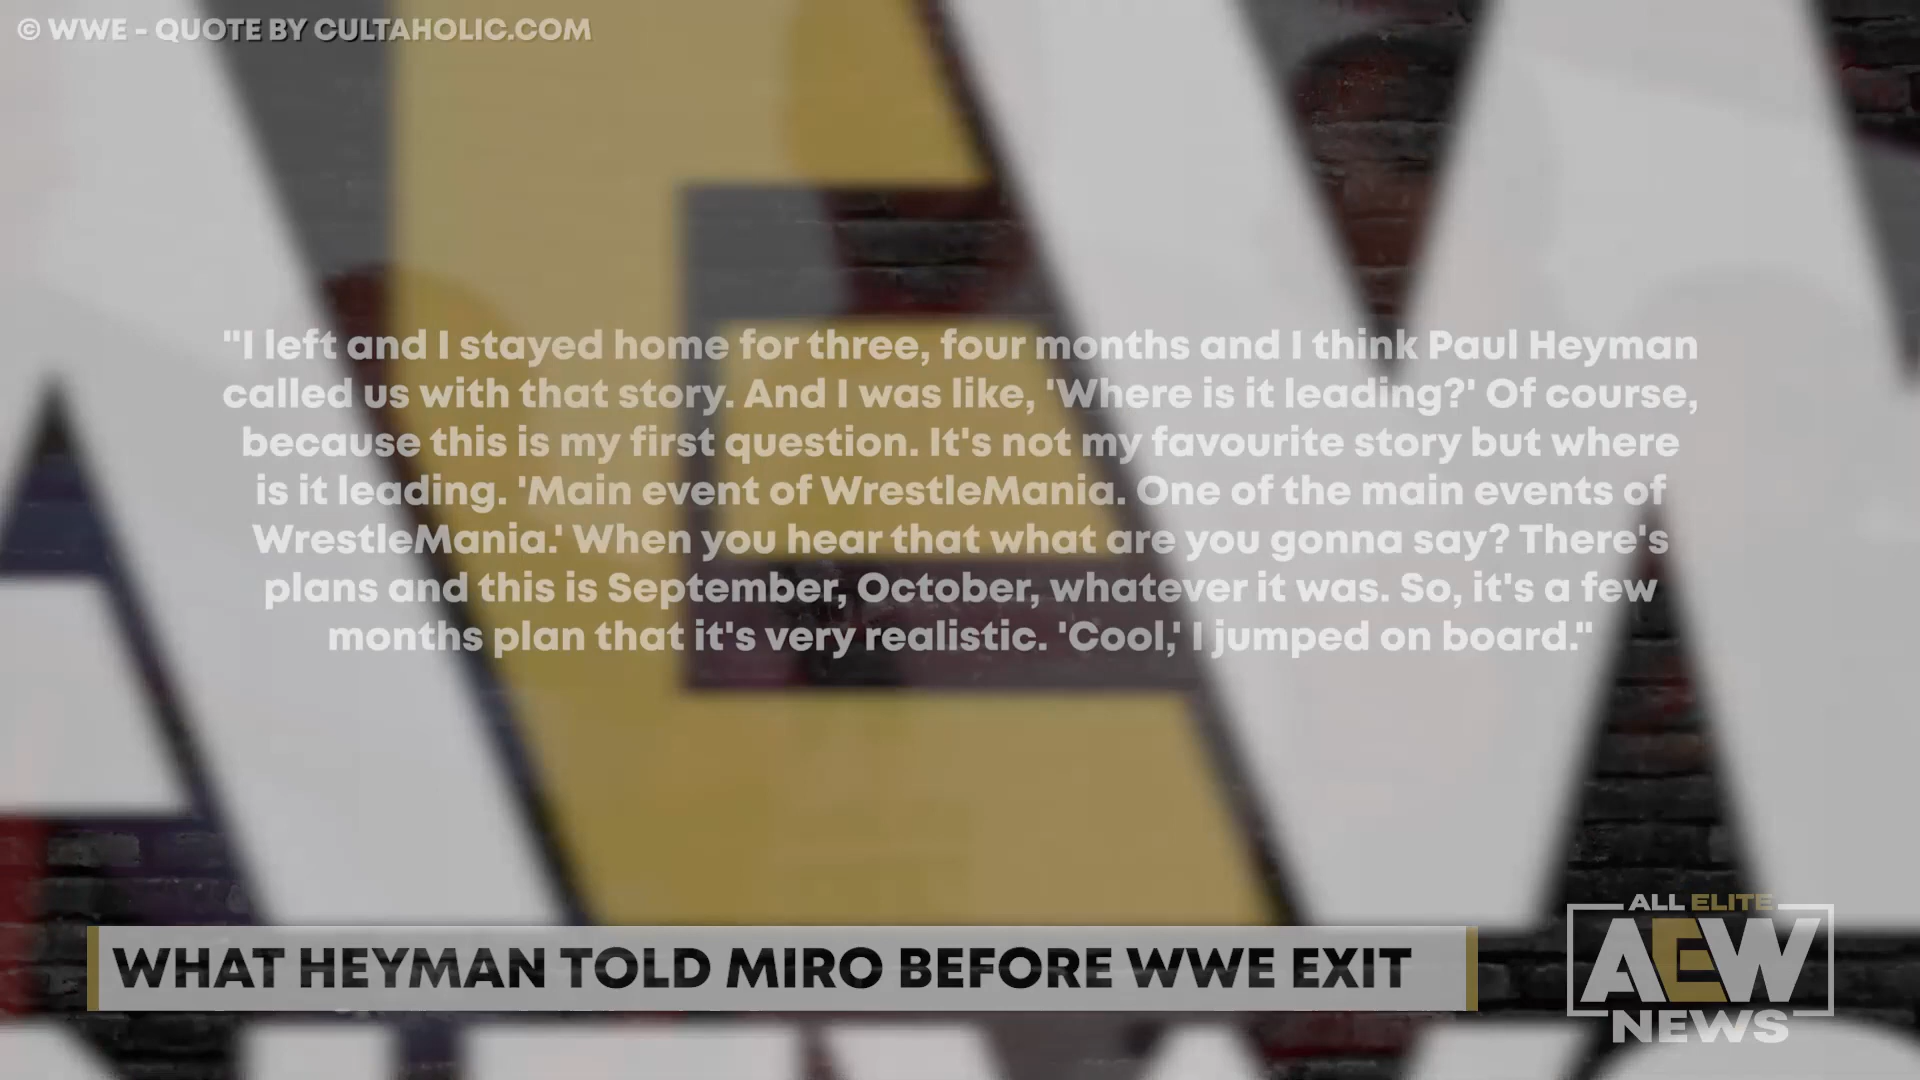 © WWE - QUOTE BY CULTAHOLIC.COM
"I left and I stayed home for three, four months and I think Paul Heyman
called us with that story. And I was like, 'Where is it leading?' Of course,
because this is my first question. It's not my favourite story but where
is it leading. 'Main event of WrestleMania. One of the main events of
WrestleMania.' When you hear that what are you gonna say? There's
plans and this is September, October, whatever it was. So, it's a few
months plan that it's very realistic. 'Cool,' I jumped on board."
WHAT HEYMAN TOLD MIRO BEFORE WWE EXIT
ALL ELITE
AEW
NEWS